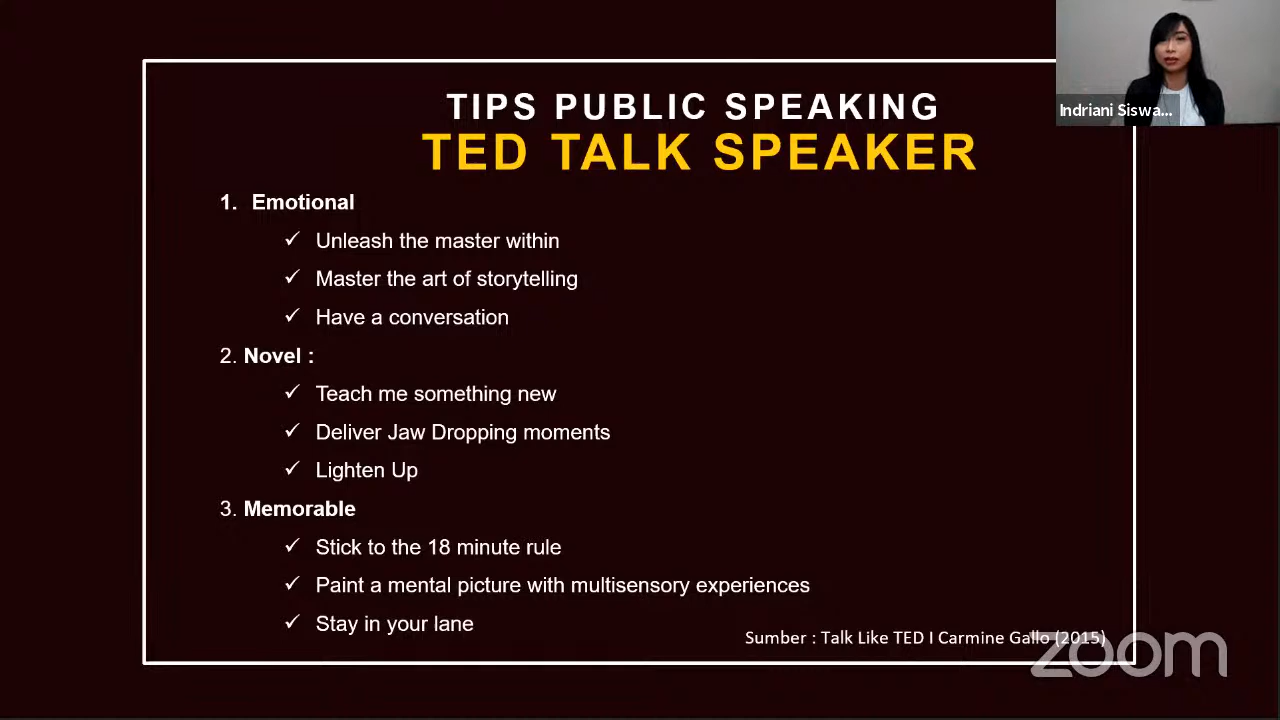 TIPS PUBLIC SPEAKING
TED TALK SPEAKER
Indriani Siswa...
1. Emotional
✓ Unleash the master within
✓ Master the art of storytelling
✓ Have a conversation
2. Novel :
✓ Teach me something new
✓ Deliver Jaw Dropping moments
✓ Lighten Up
3. Memorable
✓ Stick to the 18 minute rule
✓ Paint a mental picture with multisensory experiences
✓ Stay in your lane
Sumber : Talk Like TED I Carmine Gallo (2015)
zoom